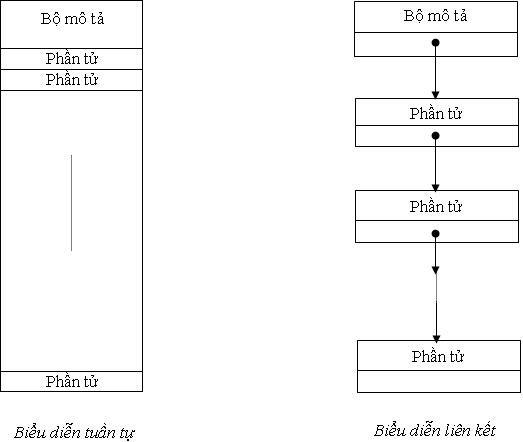 Bộ mô tả
Phần tử
Phần tử
Phần tử
Biểu diễn tuần tự
Bộ mô tả
Phần tử
Phần tử
Phần tử
Biểu diễn liên kết